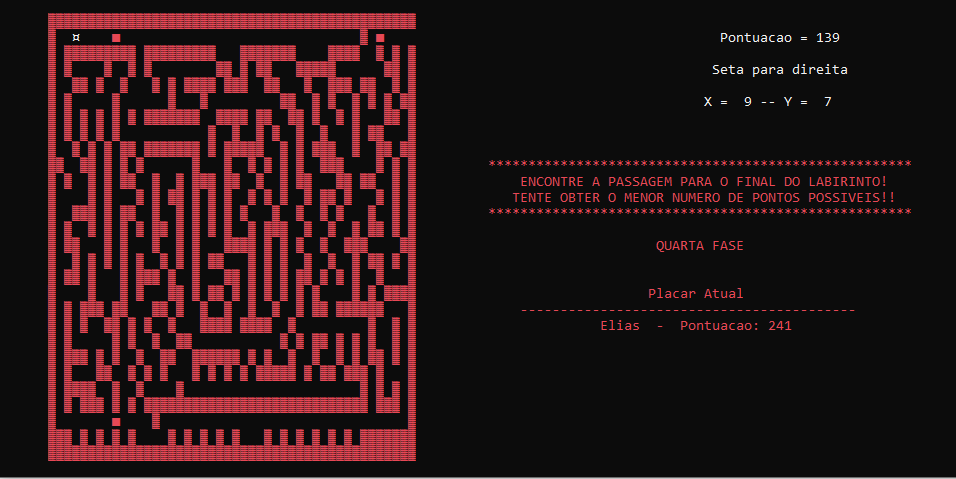 Pontuacao = 139
Seta para direita
X =  9 -- Y =  7
*****************************************************
ENCONTRE A PASSAGEM PARA O FINAL DO LABIRINTO!
TENTE OBTER O MENOR NUMERO DE PONTOS POSSIVEIS!!
*****************************************************
QUARTA FASE
Placar Atual
------------------------------------------
Elias  -  Pontuacao: 241